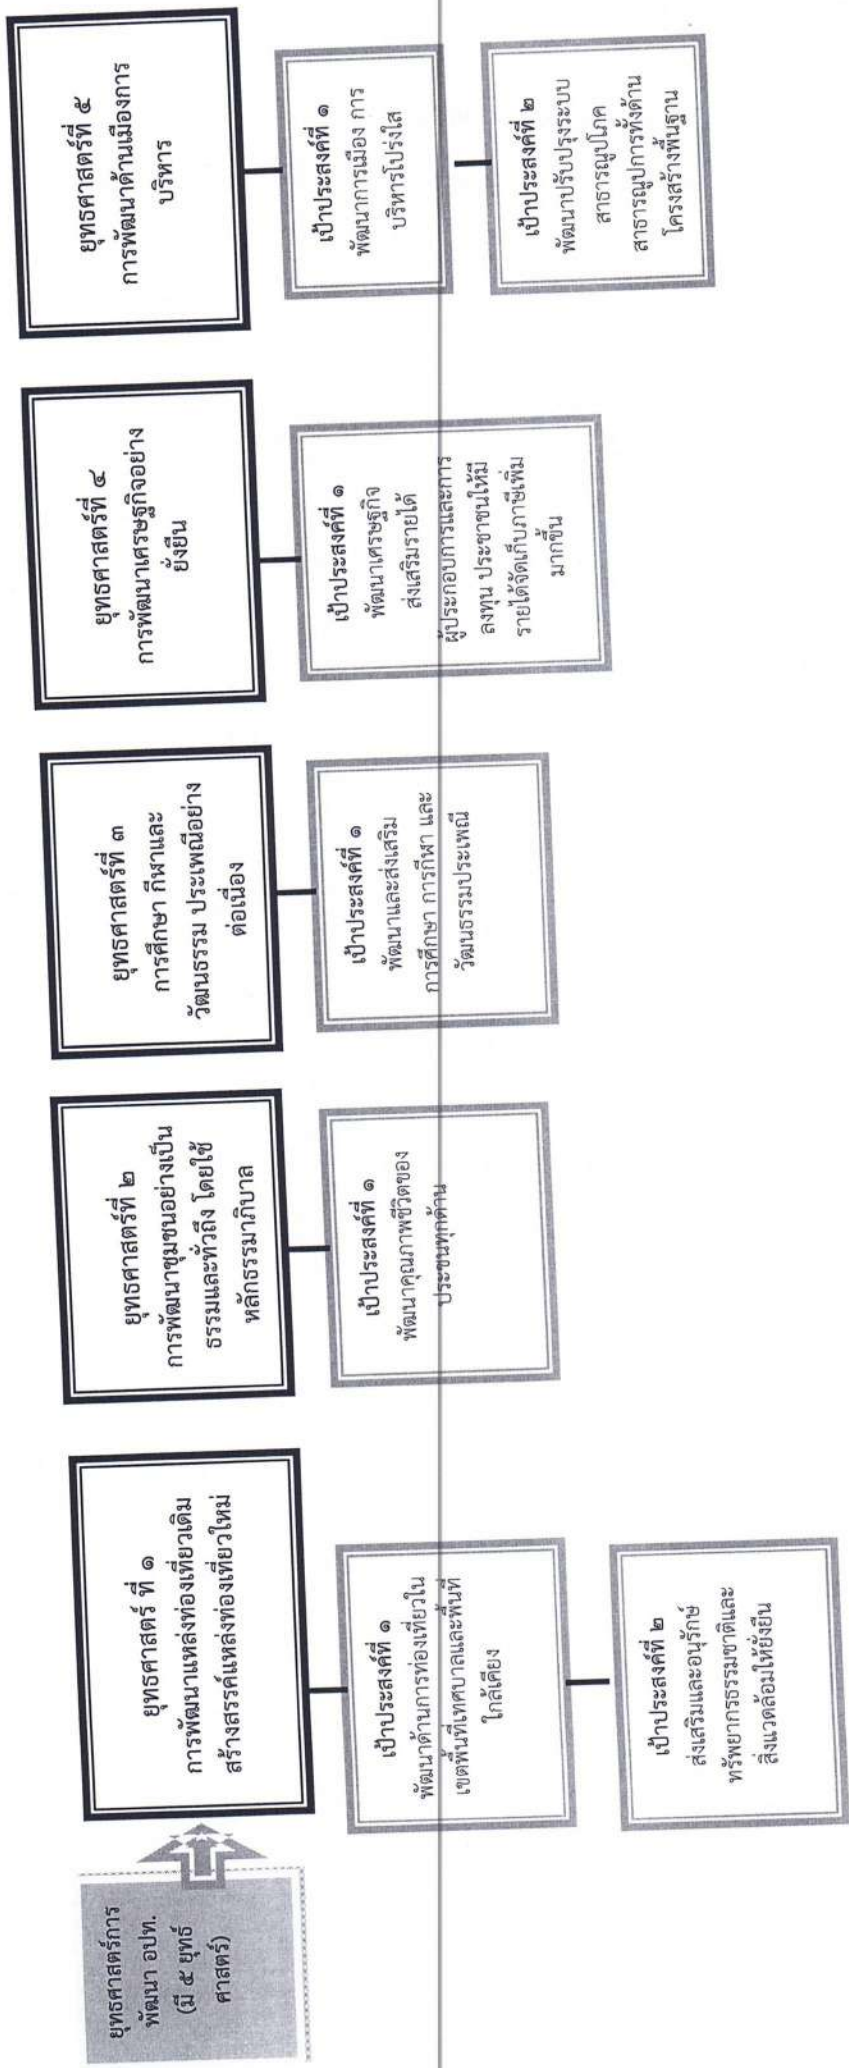 ยุทธศาสตร์การ
พัฒนา อปท.
(มี ๕ ยุทธ์
ศาสตร์)
ยุทธศาสตร์ ที่ ๑
การพัฒนาแหล่งท่องเที่ยวเดิม
สร้างสรรค์แหล่งท่องเที่ยวใหม่
เป้าประสงค์ที่ ๑
พัฒนาด้านการท่องเที่ยวใน
เขตพื้นที่เทศบาลและพื้นที่
ใกล้เคียง
เป้าประสงค์ที่ ๒
ส่งเสริมและอนุรักษ์
ทรัพยากรธรรมชาติและ
สิ่งแวดล้อมให้ยั่งยืน
ยุทธศาสตร์ที่ ๒
การพัฒนาชุมชนอย่างเป็น
ธรรมและทั่วถึง โดยใช้
หลักธรรมาภิบาล
เป้าประสงค์ที่ ๑
พัฒนาคุณภาพชีวิตของ
ประชนทุกด้าน
ยุทธศาสตร์ที่ ๓
การศึกษา กีฬาและ
วัฒนธรรม ประเพณีอย่าง
ต่อเนื่อง
เป้าประสงค์ที่ ๑
พัฒนาและส่งเสริม
การศึกษา การกีฬา และ
วัฒนธรรมประเพณี
ยุทธศาสตร์ที่ ๔
การพัฒนาเศรษฐกิจอย่าง
ยั่งยืน
เป้าประสงค์ที่ ๑
พัฒนาเศรษฐกิจ
ส่งเสริมรายได้
ผู้ประกอบการและการ
ลงทุน ประชาชนให้มี
รายได้จัดเก็บภาษีเพิ่ม
มากขึ้น
ยุทธศาสตร์ที่ ๕
การพัฒนาด้านเมืองการ
บริหาร
เป้าประสงค์ที่ ๑
พัฒนาการเมือง การ
บริหารโปร่งใส
เป้าประสงค์ที่ ๒
พัฒนาปรับปรุงระบบ
สาธารณูปโภค
สาธารณูปการทั้งด้าน
โครงสร้างพื้นฐาน